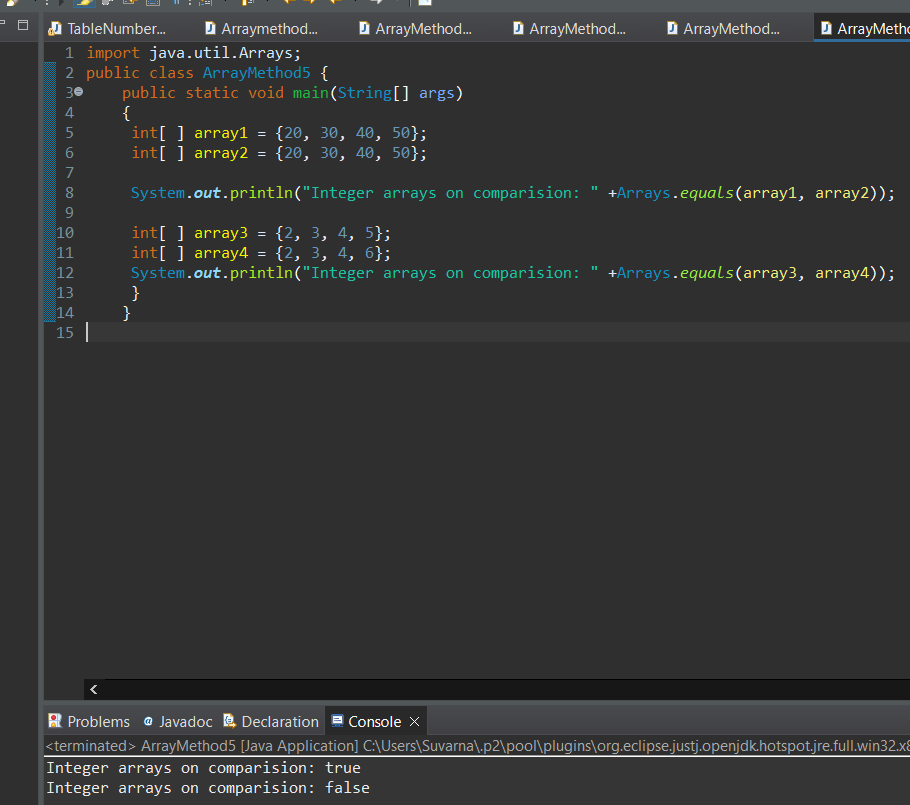 TableNumber... Arraymethod... ArrayMethod... ArrayMethod... ArrayMethod... ArrayMetho
1 import java.util.Arrays;
2 public class ArrayMethod5 {
3 public static void main(String[] args)
4 {
5 int[ ] array1 = {20, 30, 40, 50};
6 int[ ] array2 = {20, 30, 40, 50};
7
8 System.out.println("Integer arrays on comparision: " +Arrays.equals(array1, array2));
9
10 int[ ] array3 = {2, 3, 4, 5};
11 int[ ] array4 = {2, 3, 4, 6};
12 System.out.println("Integer arrays on comparision: " +Arrays.equals(array3, array4));
13 }
14 }
15
Problems @ Javadoc Declaration Console
<terminated> ArrayMethod5 [Java Application] C:\Users\Suvarna\.p2\pool\plugins\org.eclipse.justj.openjdk.hotspot.jre.full.win32.x8
Integer arrays on comparision: true
Integer arrays on comparision: false